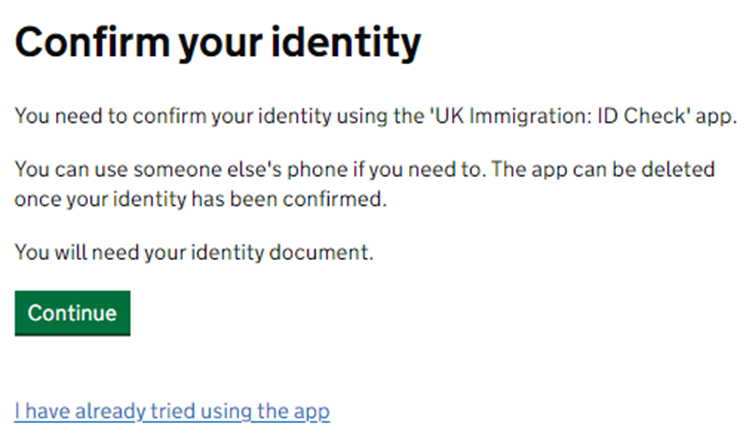 Confirm your identity
You need to confirm your identity using the 'UK Immigration: ID Check' app.
You can use someone else's phone if you need to. The app can be deleted
once your identity has been confirmed.
You will need your identity document.
Continue
I have already tried using the app